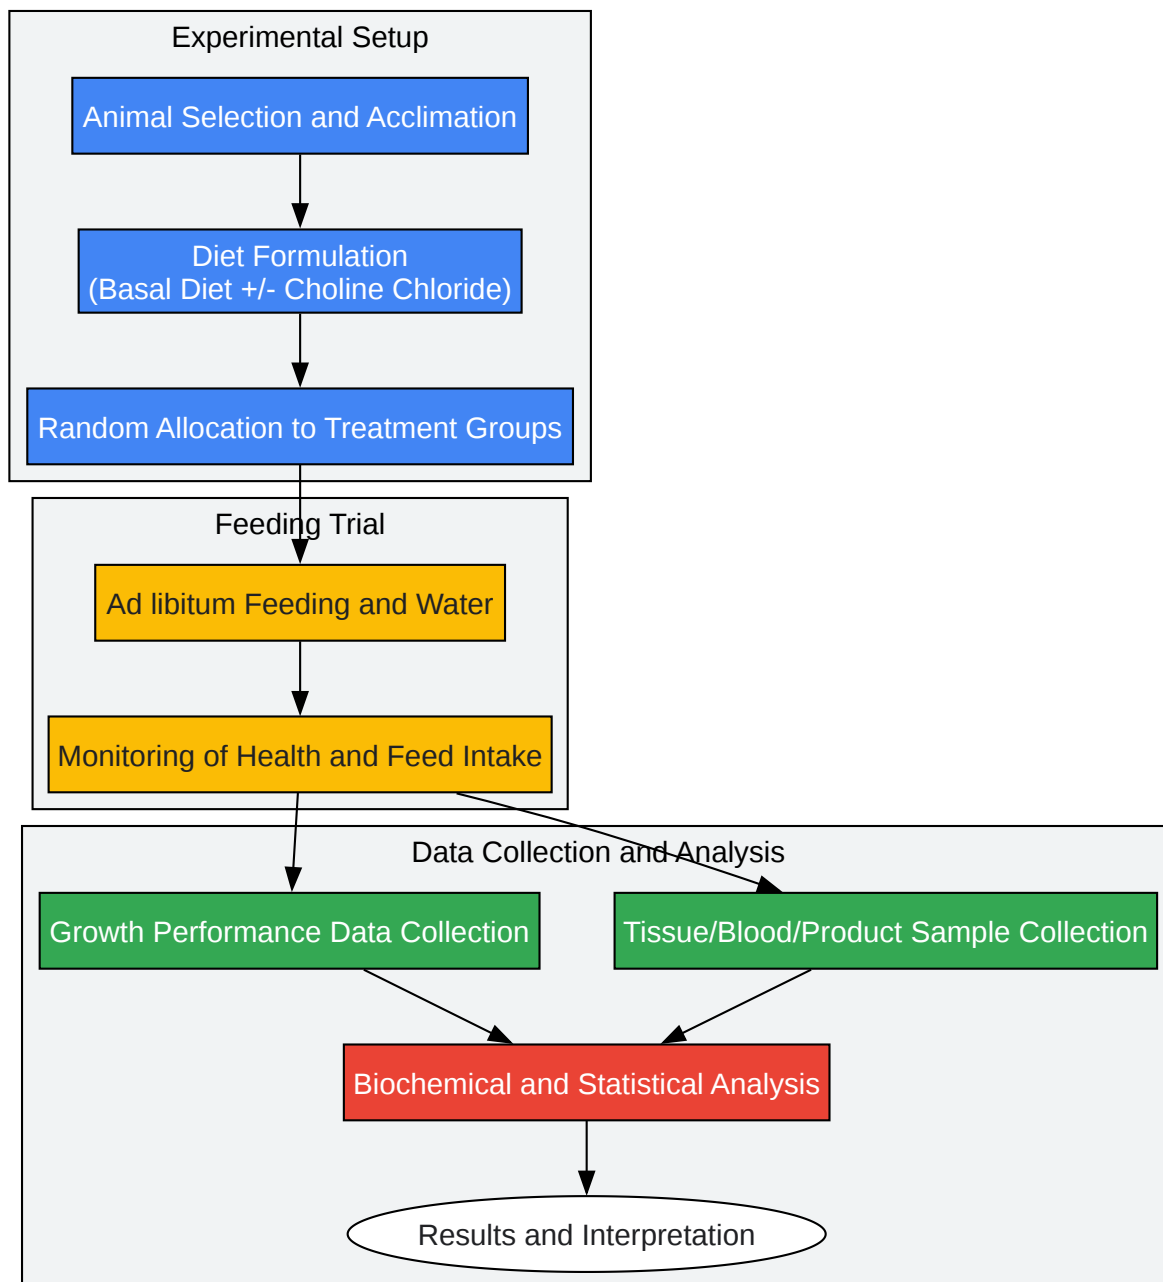 Experimental Setup
Animal Selection and Acclimation
Diet Formulation
(Basal Diet +/- Choline Chloride)
Random Allocation to Treatment Groups
Feeding Trial
Ad libitum Feeding and Water
Monitoring of Health and Feed Intake
Data Collection and Analysis
Growth Performance Data Collection
Tissue/Blood/Product Sample Collection
Biochemical and Statistical Analysis
Results and Interpretation